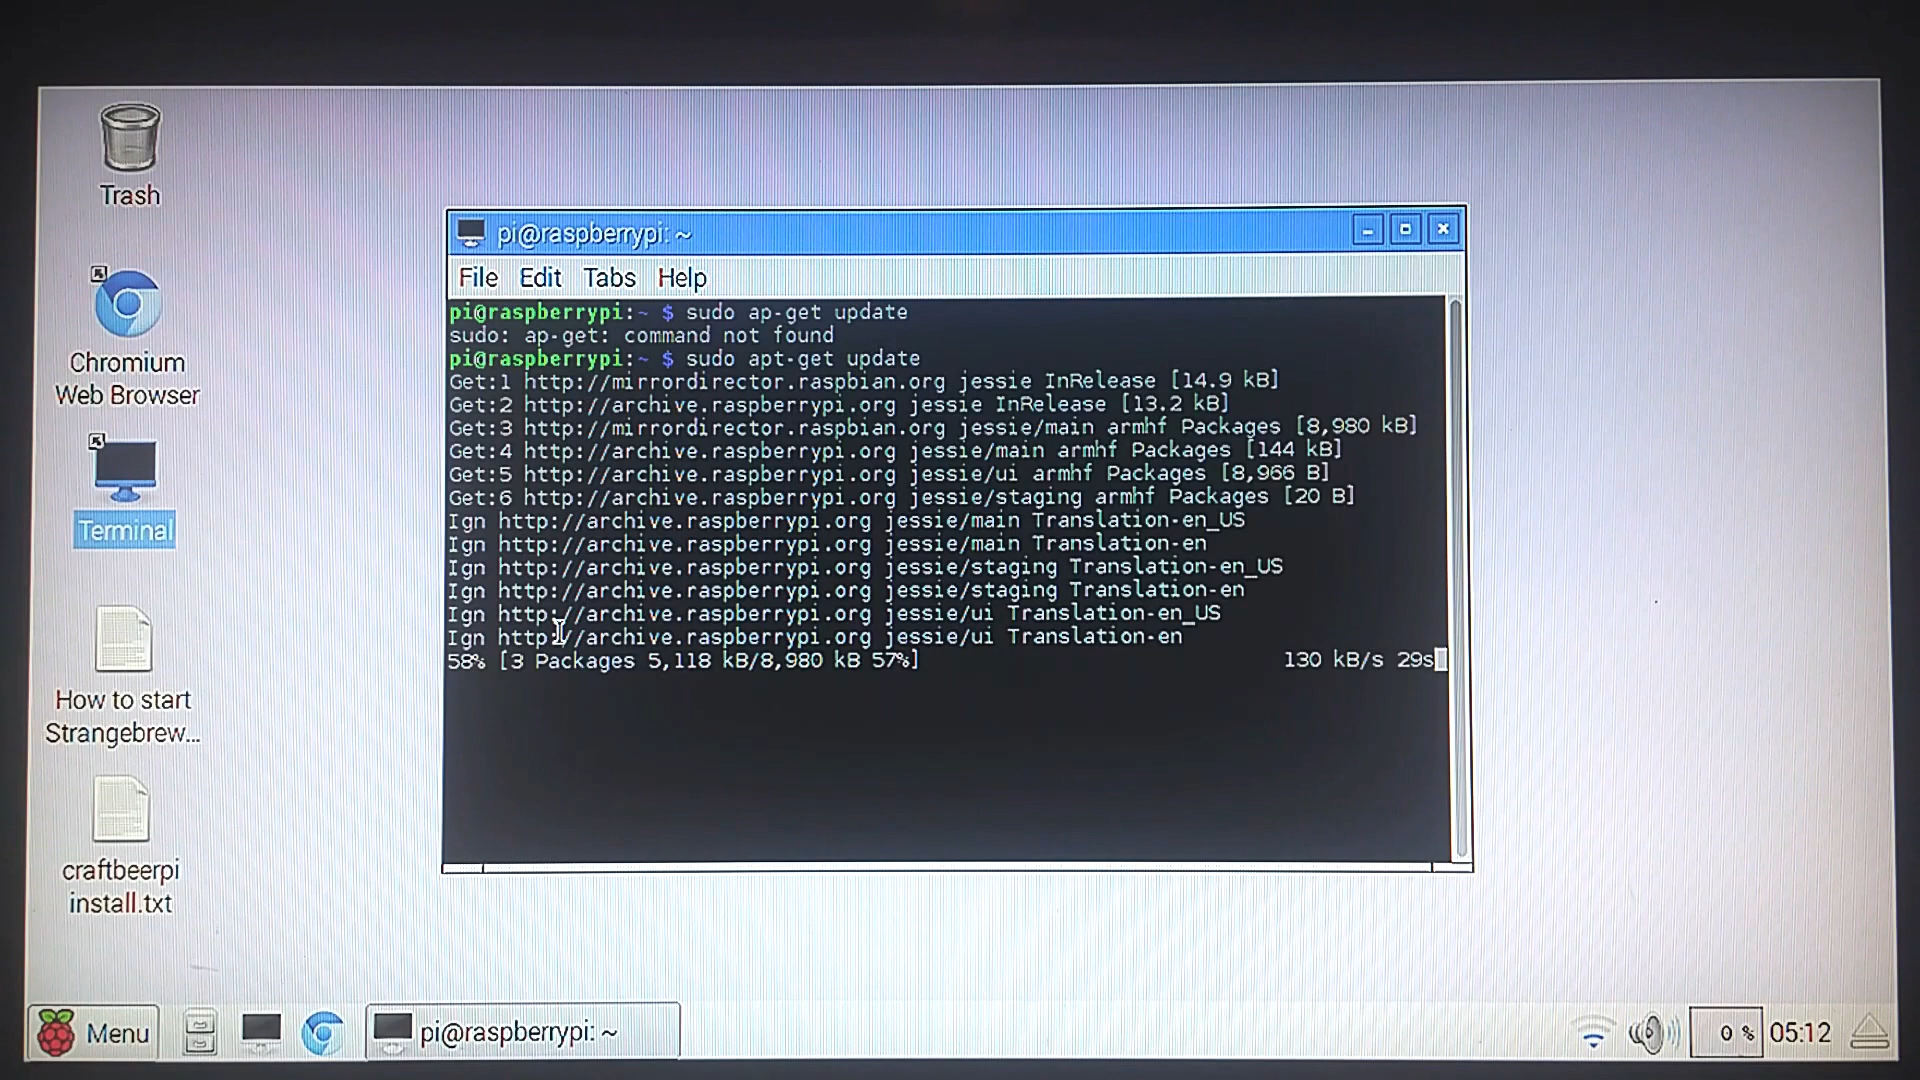 Trash
Chromium
Web Browser
Terminal
How to start
Strangebrew...
craftbeerpi
install.txt
pi@raspberrypi: ~
File Edit Tabs Help
pi@raspberrypi:~ $ sudo ap-get update
sudo: ap-get: command not found
pi@raspberrypi:~ $ sudo apt-get update
Get:1 http://mirrordirector.raspbian.org jessie InRelease [14.9 kB]
Get:2 http://archive.raspberrypi.org jessie InRelease [13.2 kB]
Get:3 http://mirrordirector.raspbian.org jessie/main armhf Packages [8,980 kB]
Get:4 http://archive.raspberrypi.org jessie/main armhf Packages [144 kB]
Get:5 http://archive.raspberrypi.org jessie/ui armhf Packages [8,966 B]
Get:6 http://archive.raspberrypi.org jessie/staging armhf Packages [20 B]
Ign http://archive.raspberrypi.org jessie/main Translation-en_US
Ign http://archive.raspberrypi.org jessie/main Translation-en
Ign http://archive.raspberrypi.org jessie/staging Translation-en_US
Ign http://archive.raspberrypi.org jessie/staging Translation-en
Ign http://archive.raspberrypi.org jessie/ui Translation-en_US
Ign http://archive.raspberrypi.org jessie/ui Translation-en
58% [3 Packages 5,118 kB/8,980 kB 57%] 130 kB/s 29s
Menu pi@raspberrypi: ~ 0 % 05:12